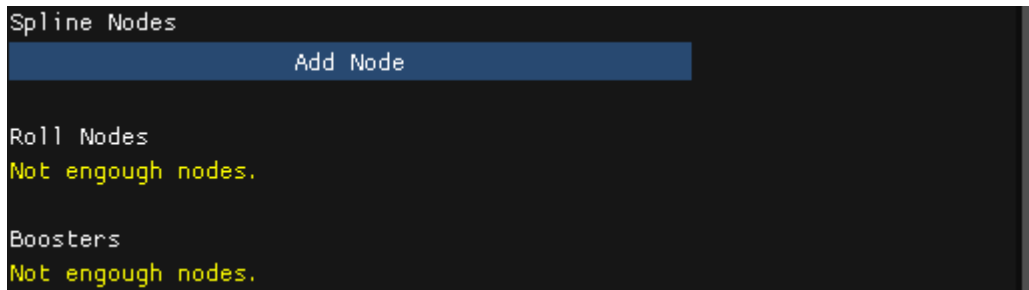 Spline Nodes
Add Node
Roll Nodes
Not engough nodes.
Boosters
Not engough nodes.